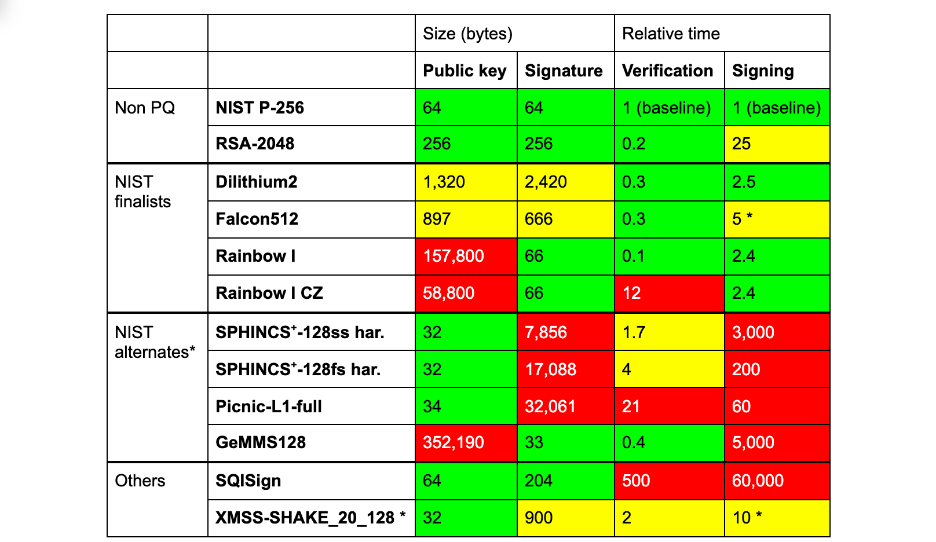 Size (bytes) Relative time
Public key Signature Verification Signing
Non PQ NIST P-256 64 64 1 (baseline) 1 (baseline)
RSA-2048 256 256 0.2 25
NIST finalists Dilithium2 1,320 2,420 0.3 2.5
Falcon512 897 666 0.3 5 *
Rainbow I 157,800 66 0.1 2.4
Rainbow I CZ 58,800 66 12 2.4
NIST alternates* SPHINCS⁺-128ss har. 32 7,856 1.7 3,000
SPHINCS⁺-128fs har. 32 17,088 4 200
Picnic-L1-full 34 32,061 21 60
GeMMS128 352,190 33 0.4 5,000
Others SQISign 64 204 500 60,000
XMSS-SHAKE_20_128 * 32 900 2 10 *